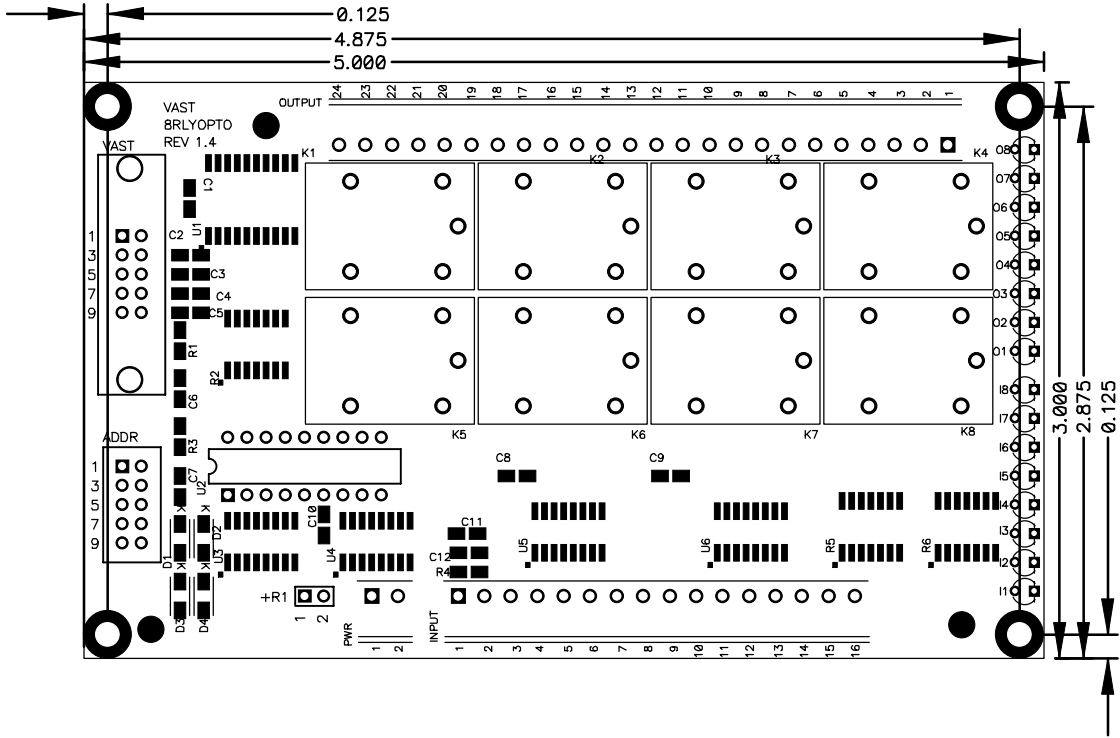 0.125
4.875
5.000
OUTPUT 24 23 22 21 20 19 18 17 16 15 14 13 12 11 10 9 8 7 6 5 4 3 2 1
VAST
8RLYOPTO
REV 1.4
VAST
K1 K2 K3 K4
C1
U1
C2
C3
C4
C5
1
3
5
7
9
R1
R2
C6
R3
C7
U2
K5 K6 K7 K8
O8
O7
O6
O5
O4
O3
O2
O1
I8
I7
I6
I5
I4
I3
I2
I1
3.000
2.875
0.125
ADDR
1
3
5
7
9
C8 C9
K K
D1 D2
K K
D3 D4
U3 C10 U4
C11
C12
R4
U5 U6 R5 R6
+R1
1 2
PWR 1 2
INPUT 1 2 3 4 5 6 7 8 9 10 11 12 13 14 15 16